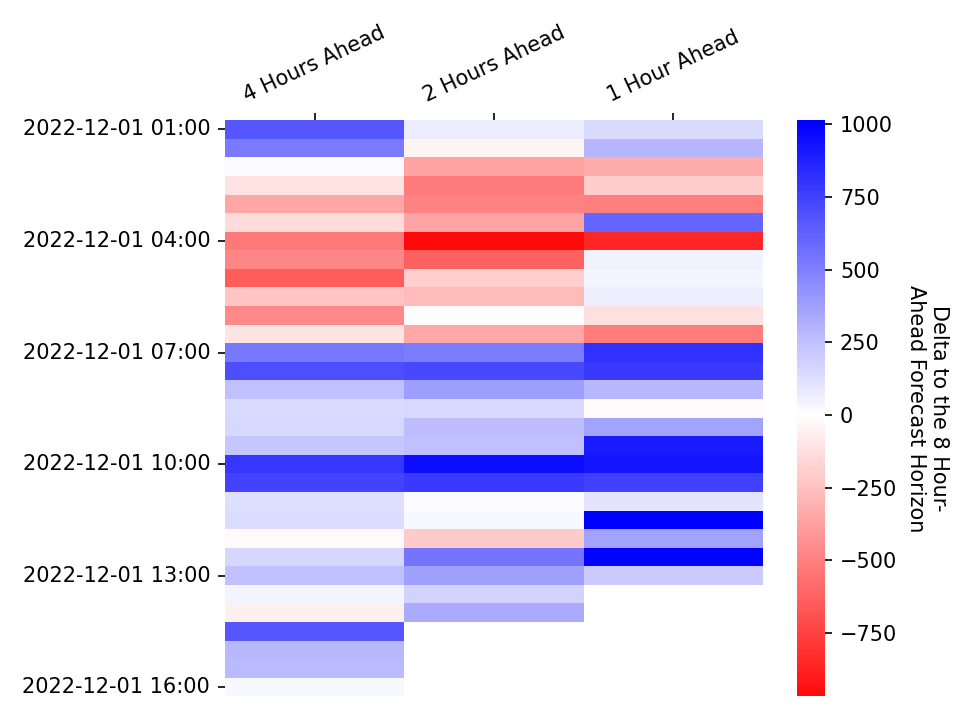 4 Hours Ahead
2 Hours Ahead
1 Hour Ahead
2022-12-01 01:00
2022-12-01 04:00
2022-12-01 07:00
2022-12-01 10:00
2022-12-01 13:00
2022-12-01 16:00
1000
750
500
250
0
−250
−500
−750
Delta to the 8 Hour-
Ahead Forecast Horizon